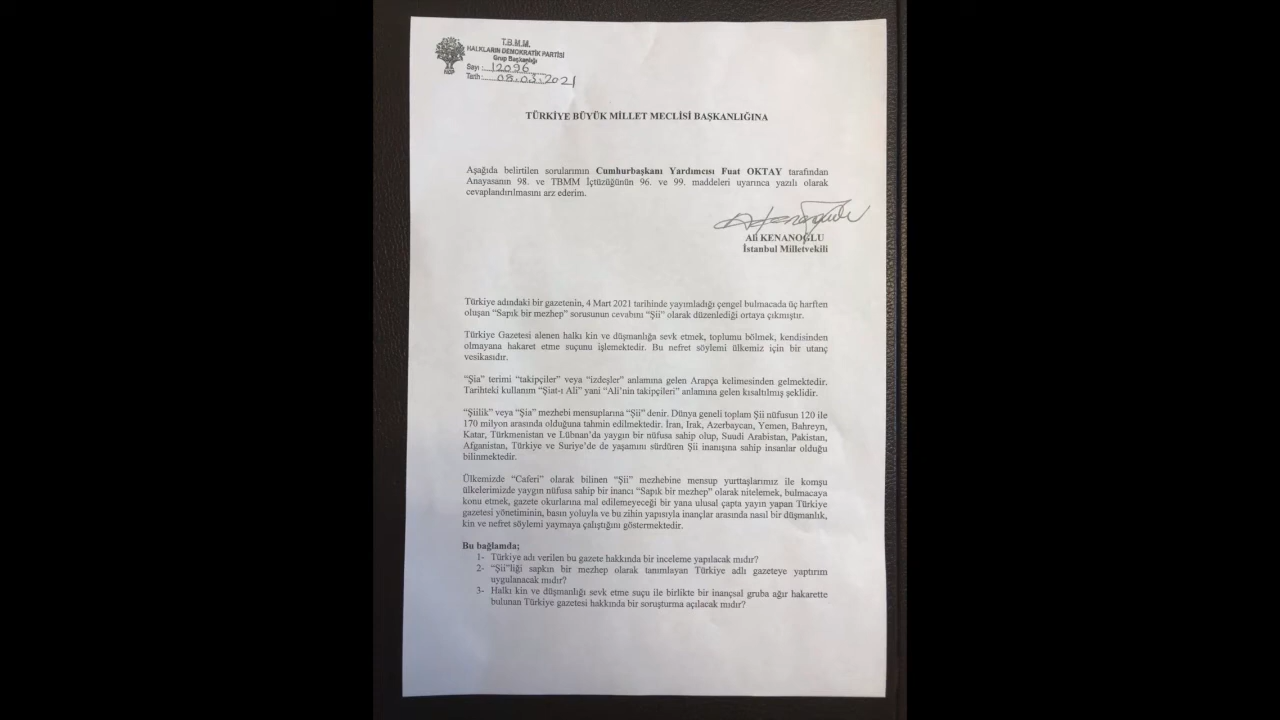 T.B.M.M.
HALKLARIN DEMOKRATİK PARTİSİ
Grup Başkanlığı
Sayı :...12096
Tarih:...08.03.2021
HDP
TÜRKİYE BÜYÜK MİLLET MECLİSİ BAŞKANLIĞINA
Aşağıda belirtilen sorularımın Cumhurbaşkanı Yardımcısı Fuat OKTAY tarafından
Anayasanın 98. ve TBMM İçtüzüğünün 96. ve 99. maddeleri uyarınca yazılı olarak
cevaplandırılmasını arz ederim.
Ali KENANOĞLU
İstanbul Milletvekili
Türkiye adındaki bir gazetenin, 4 Mart 2021 tarihinde yayımladığı çengel bulmacada üç harften
oluşan “Sapık bir mezhep” sorusunun cevabını “Şii” olarak düzenlediği ortaya çıkmıştır.
Türkiye Gazetesi alenen halkı kin ve düşmanlığa sevk etmek, toplumu bölmek, kendisinden
olmayana hakaret etme suçunu işlemektedir. Bu nefret söylemi ülkemiz için bir utanç
vesikasıdır.
“Şia” terimi “takipçiler” veya “izdeşler” anlamına gelen Arapça kelimesinden gelmektedir.
Tarihteki kullanım “Şiat-ı Ali” yani “Ali’nin takipçileri” anlamına gelen kısaltılmış şeklidir.
“Şiilik” veya “Şia” mezhebi mensuplarına “Şii” denir. Dünya geneli toplam Şii nüfusun 120 ile
170 milyon arasında olduğuna tahmin edilmektedir. İran, Irak, Azerbaycan, Yemen, Bahreyn,
Katar, Türkmenistan ve Lübnan’da yaygın bir nüfusa sahip olup, Suudi Arabistan, Pakistan,
Afganistan, Türkiye ve Suriye’de de yaşamını sürdüren Şii inanışına sahip insanlar olduğu
bilinmektedir.
Ülkemizde “Caferi” olarak bilinen “Şii” mezhebine mensup yurttaşlarımız ile komşu
ülkelerimizde yaygın nüfusa sahip bir inancı “Sapık bir mezhep” olarak nitelemek, bulmacaya
konu etmek, gazete okurlarına mal edilemeyeceği bir yana ulusal çapta yayın yapan Türkiye
gazetesi yönetiminin, basın yoluyla ve bu zihin yapısıyla inançlar arasında nasıl bir düşmanlık,
kin ve nefret söylemi yaymaya çalıştığını göstermektedir.
Bu bağlamda;
1- Türkiye adı verilen bu gazete hakkında bir inceleme yapılacak mıdır?
2- “Şii”liği sapkın bir mezhep olarak tanımlayan Türkiye adlı gazeteye yaptırım
uygulanacak mıdır?
3- Halkı kin ve düşmanlığı sevk etme suçu ile birlikte bir inançsal gruba ağır hakarette
bulunan Türkiye gazetesi hakkında bir soruşturma açılacak mıdır?